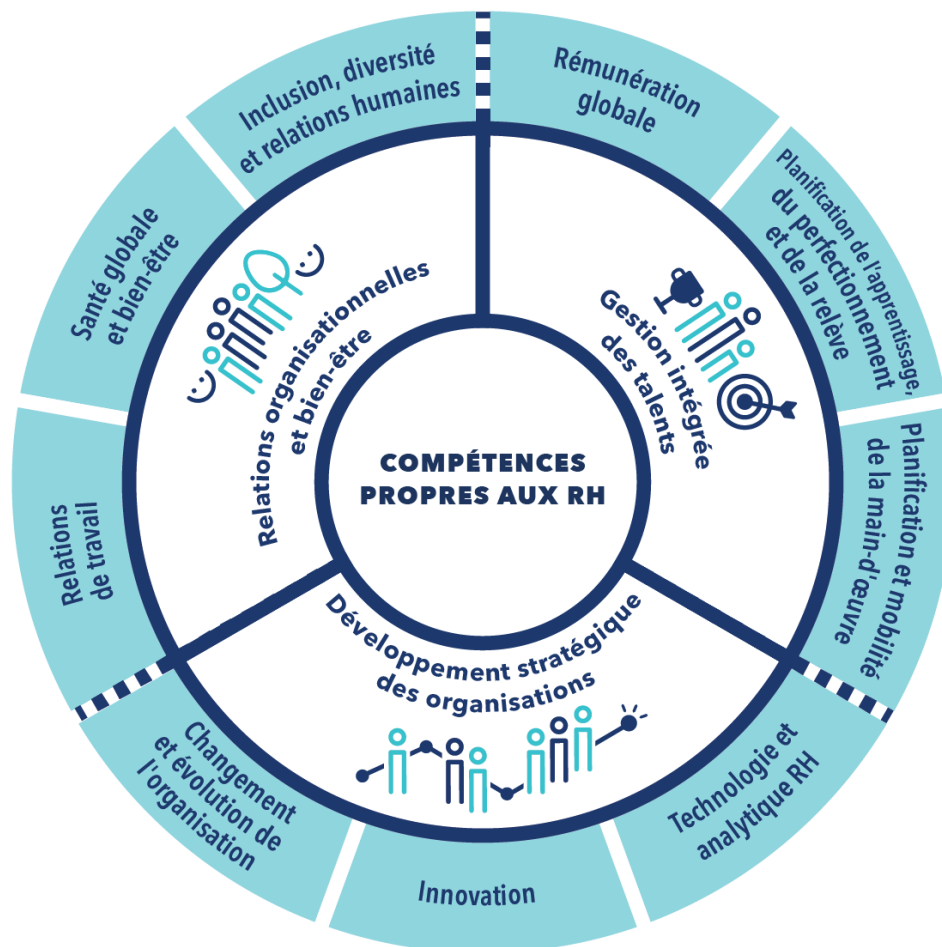 COMPÉTENCES
PROPRES AUX RH
Gestion intégrée
des talents
Rémunération
globale
Planification de l'apprentissage,
du perfectionnement
et de la relève
Planification et mobilité
de la main-d'œuvre
Développement stratégique
des organisations
Technologie et
analytique RH
Innovation
Changement
et évolution de
l'organisation
Relations organisationnelles
et bien-être
Relations
de travail
Santé globale
et bien-être
Inclusion, diversité
et relations humaines